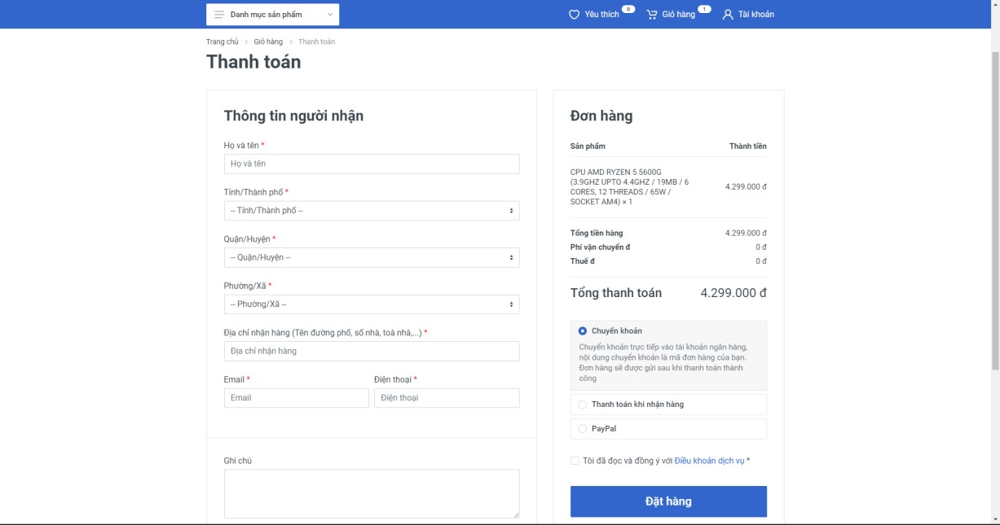 Danh mục sản phẩm
Yêu thích 0
Giỏ hàng 1
Tài khoản
Trang chủ > Giỏ hàng > Thanh toán
Thanh toán
Thông tin người nhận
Họ và tên *
Họ và tên
Tỉnh/Thành phố *
-- Tỉnh/Thành phố --
Quận/Huyện *
-- Quận/Huyện --
Phường/Xã *
-- Phường/Xã --
Địa chỉ nhận hàng (Tên đường phố, số nhà, toà nhà,...) *
Địa chỉ nhận hàng
Email *
Điện thoại *
Email
Điện thoại
Ghi chú
Đơn hàng
Sản phẩm Thành tiền
CPU AMD RYZEN 5 5600G
(3.9GHZ UPTO 4.4GHZ / 19MB / 6
CORES, 12 THREADS / 65W /
SOCKET AM4) × 1
4.299.000 đ
Tổng tiền hàng 4.299.000 đ
Phí vận chuyển đ 0 đ
Thuế đ 0 đ
Tổng thanh toán 4.299.000 đ
Chuyển khoản
Chuyển khoản trực tiếp vào tài khoản ngân hàng,
nội dung chuyển khoản là mã đơn hàng của bạn.
Đơn hàng sẽ được gửi sau khi thanh toán thành
công
Thanh toán khi nhận hàng
PayPal
Tôi đã đọc và đồng ý với Điều khoản dịch vụ *
Đặt hàng